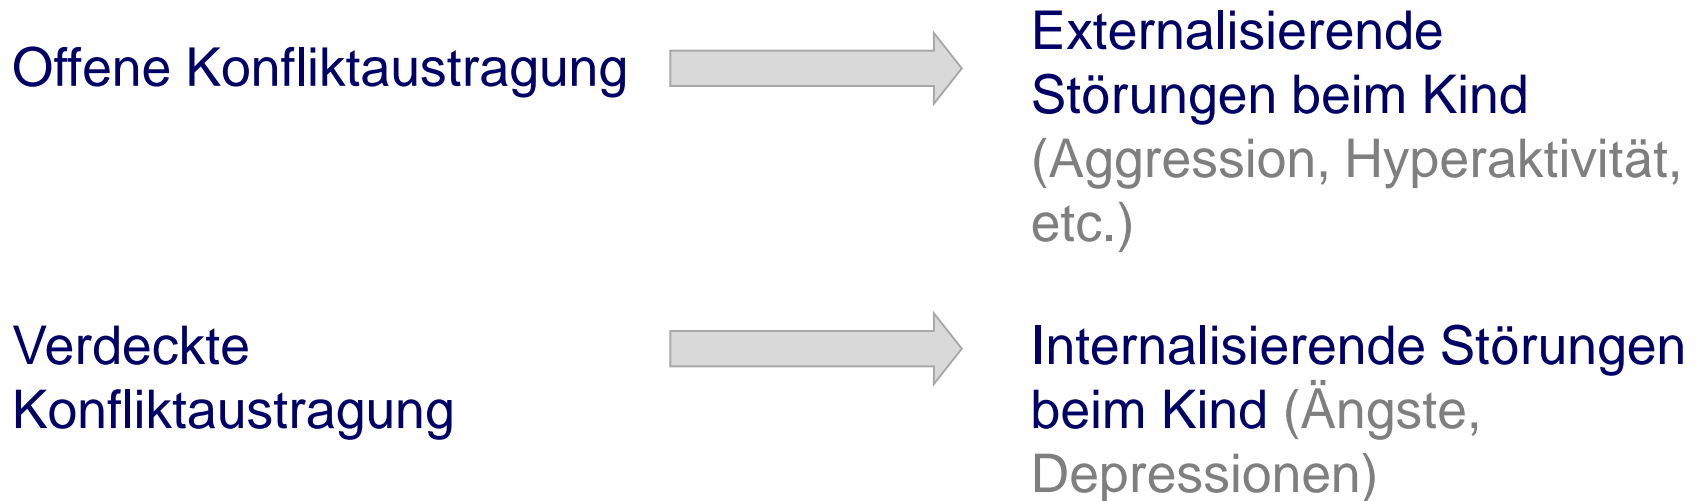 Offene Konfliktaustragung
Externalisierende
Störungen beim Kind
(Aggression, Hyperaktivität,
etc.)
Verdeckte
Konfliktaustragung
Internalisierende Störungen
beim Kind (Ängste,
Depressionen)